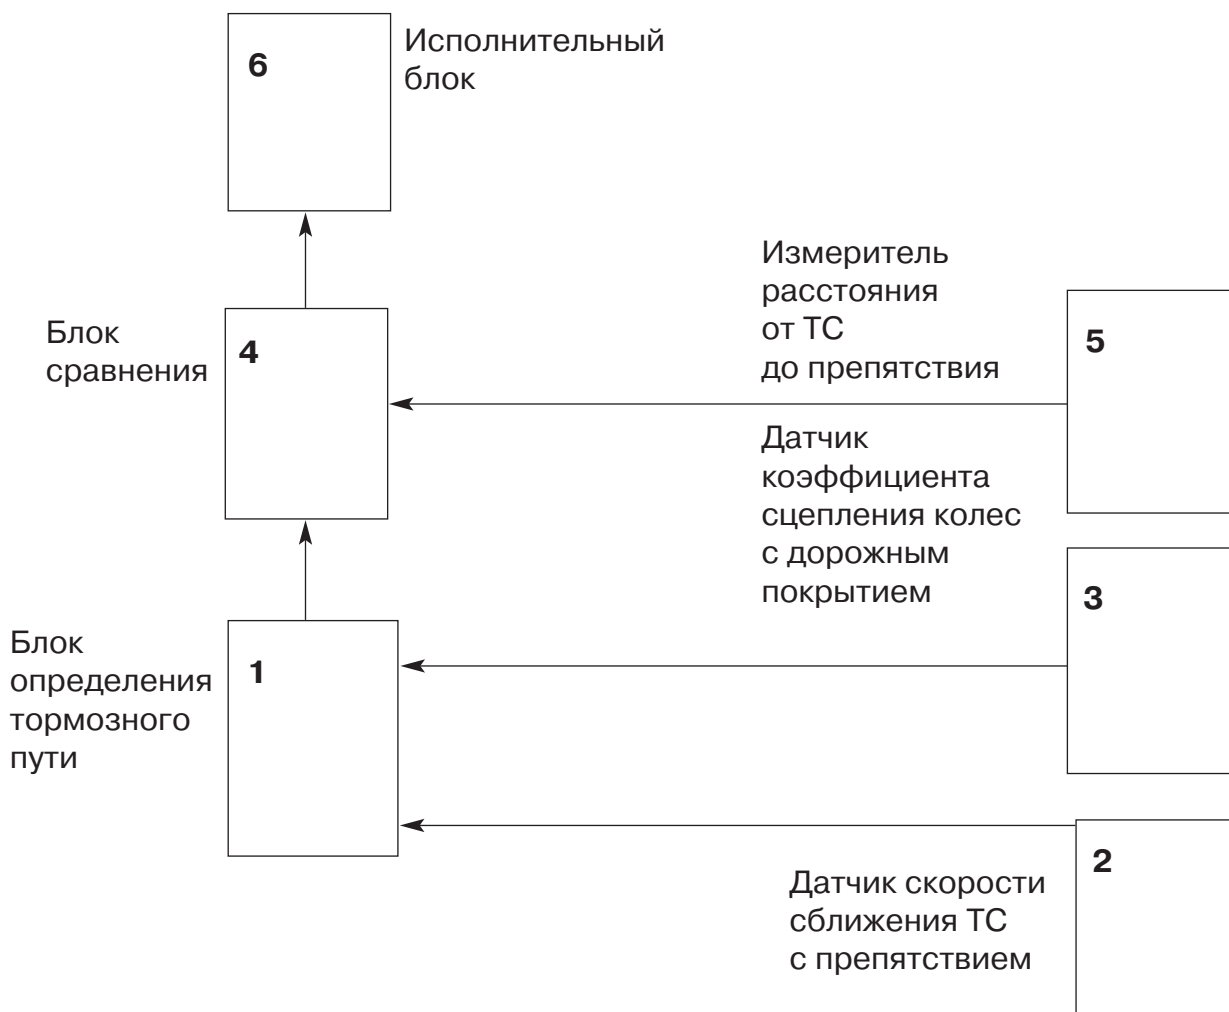 6
Исполнительный
блок
Измеритель
расстояния
от ТС
до препятствия
5
Блок
сравнения
4
Датчик
коэффициента
сцепления колес
с дорожным
покрытием
3
Блок
определения
тормозного
пути
1
2
Датчик скорости
сближения ТС
с препятствием